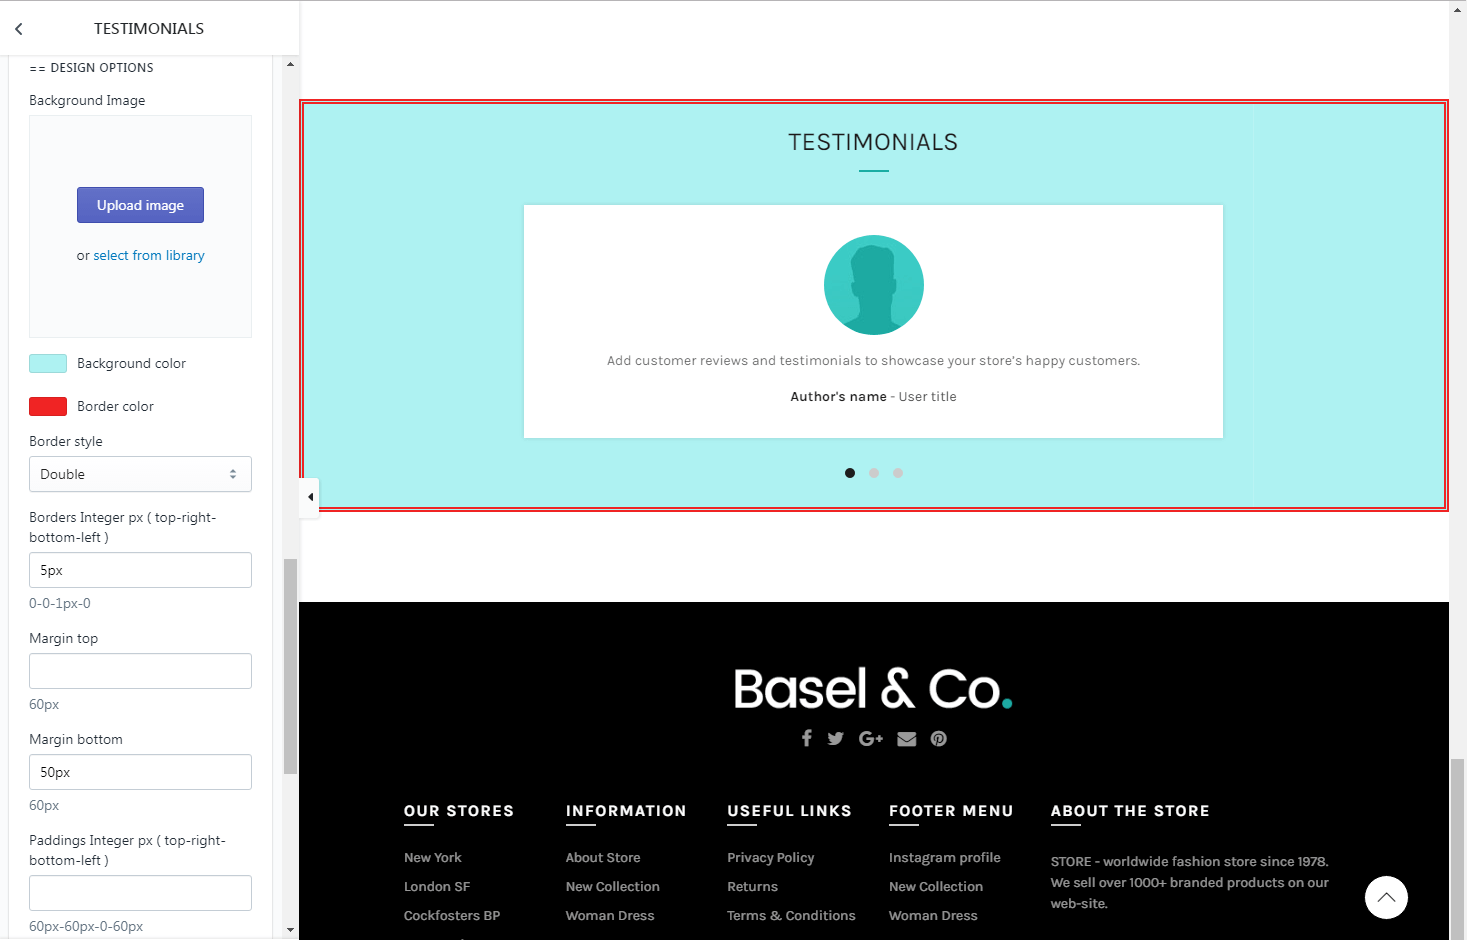 TESTIMONIALS
== DESIGN OPTIONS
Background Image
Upload image
or select from library
Background color
Border color
Border style
Double
Borders Integer px ( top-right-
bottom-left )
5px
0-0-1px-0
Margin top
60px
Margin bottom
50px
60px
Paddings Integer px ( top-right-
bottom-left )
60px-60px-0-60px
TESTIMONIALS
Add customer reviews and testimonials to showcase your store's happy customers.
Author's name - User title
Basel & Co.
OUR STORES
New York
London SF
Cockfosters BP
INFORMATION
About Store
New Collection
Woman Dress
USEFUL LINKS
Privacy Policy
Returns
Terms & Conditions
FOOTER MENU
Instagram profile
New Collection
Woman Dress
ABOUT THE STORE
STORE - worldwide fashion store since 1978.
We sell over 1000+ branded products on our
web-site.